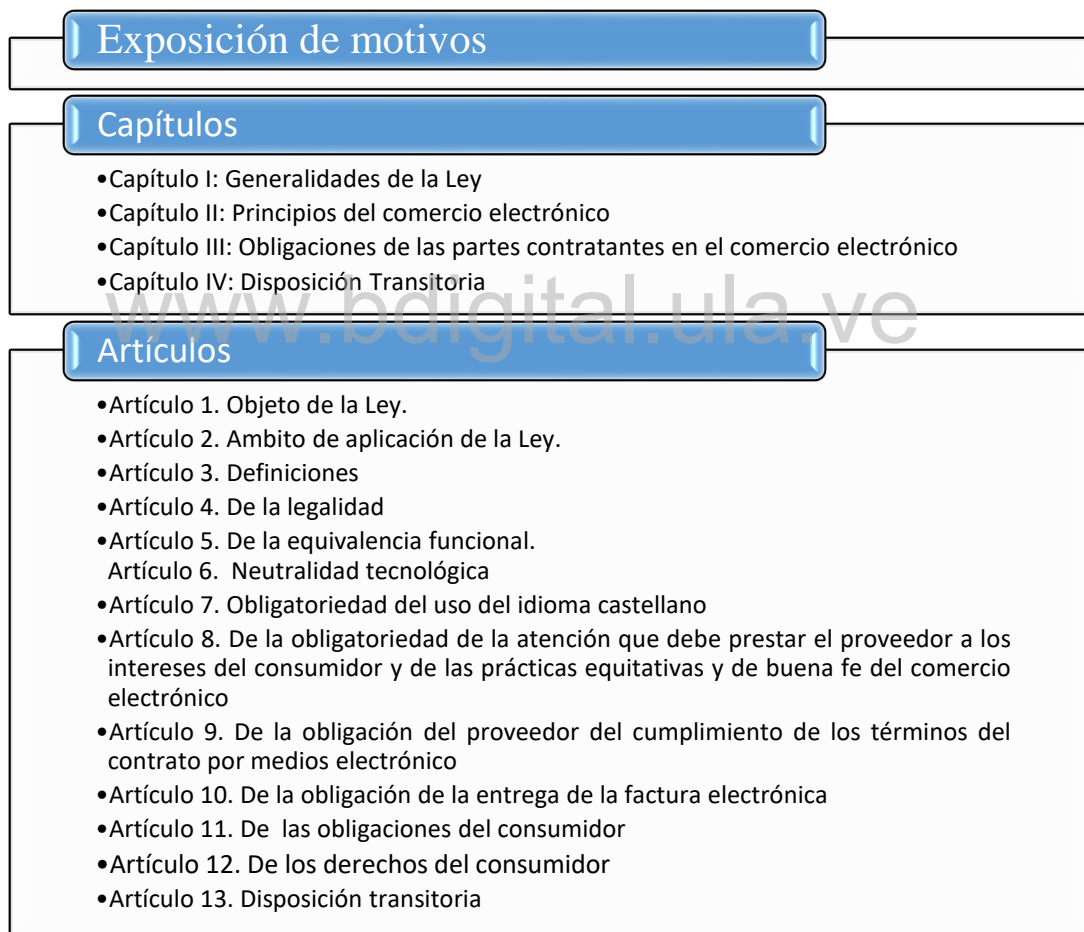 Exposición de motivos
Capítulos
•Capítulo I: Generalidades de la Ley
•Capítulo II: Principios del comercio electrónico
•Capítulo III: Obligaciones de las partes contratantes en el comercio electrónico
•Capítulo IV: Disposición Transitoria
www.bdigital.ula.ve
Artículos
•Artículo 1. Objeto de la Ley.
•Artículo 2. Ambito de aplicación de la Ley.
•Artículo 3. Definiciones
•Artículo 4. De la legalidad
•Artículo 5. De la equivalencia funcional.
Artículo 6. Neutralidad tecnológica
•Artículo 7. Obligatoriedad del uso del idioma castellano
•Artículo 8. De la obligatoriedad de la atención que debe prestar el proveedor a los
intereses del consumidor y de las prácticas equitativas y de buena fe del comercio
electrónico
•Artículo 9. De la obligación del proveedor del cumplimiento de los términos del
contrato por medios electrónico
•Artículo 10. De la obligación de la entrega de la factura electrónica
•Artículo 11. De las obligaciones del consumidor
•Artículo 12. De los derechos del consumidor
•Artículo 13. Disposición transitoria